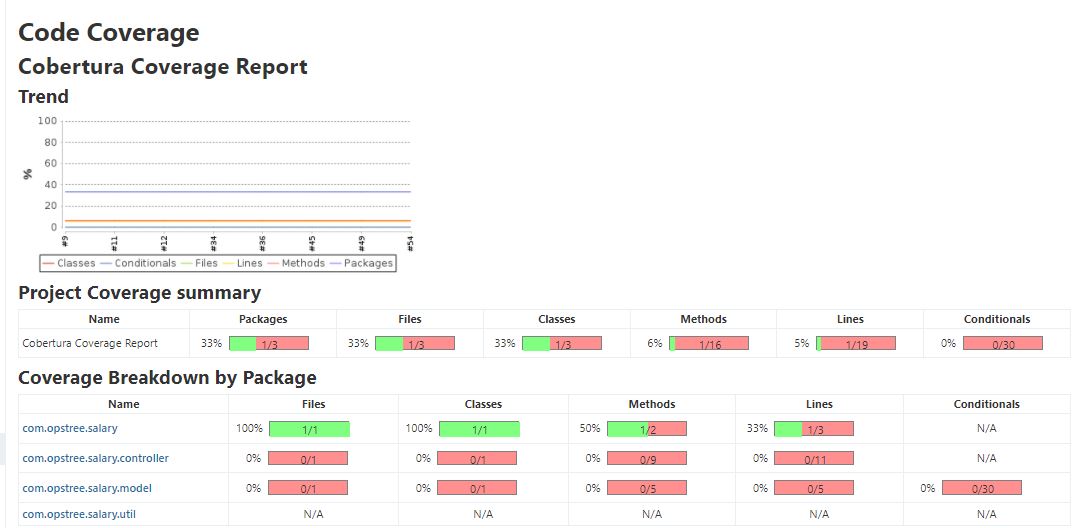 Code Coverage
Cobertura Coverage Report
Trend
100
80
60
40
20
0
%
#9 #11 #12 #34 #36 #45 #49 #54
Classes Conditionals Files Lines Methods Packages
Project Coverage summary
Name Packages Files Classes Methods Lines Conditionals
Cobertura Coverage Report 33% 1/3 33% 1/3 33% 1/3 6% 1/16 5% 1/19 0% 0/30
Coverage Breakdown by Package
Name Files Classes Methods Lines Conditionals
com.opstree.salary 100% 1/1 100% 1/1 50% 1/2 33% 1/3 N/A
com.opstree.salary.controller 0% 0/1 0% 0/1 0% 0/9 0% 0/11 N/A
com.opstree.salary.model 0% 0/1 0% 0/1 0% 0/5 0% 0/5 0% 0/30
com.opstree.salary.util N/A N/A N/A N/A N/A